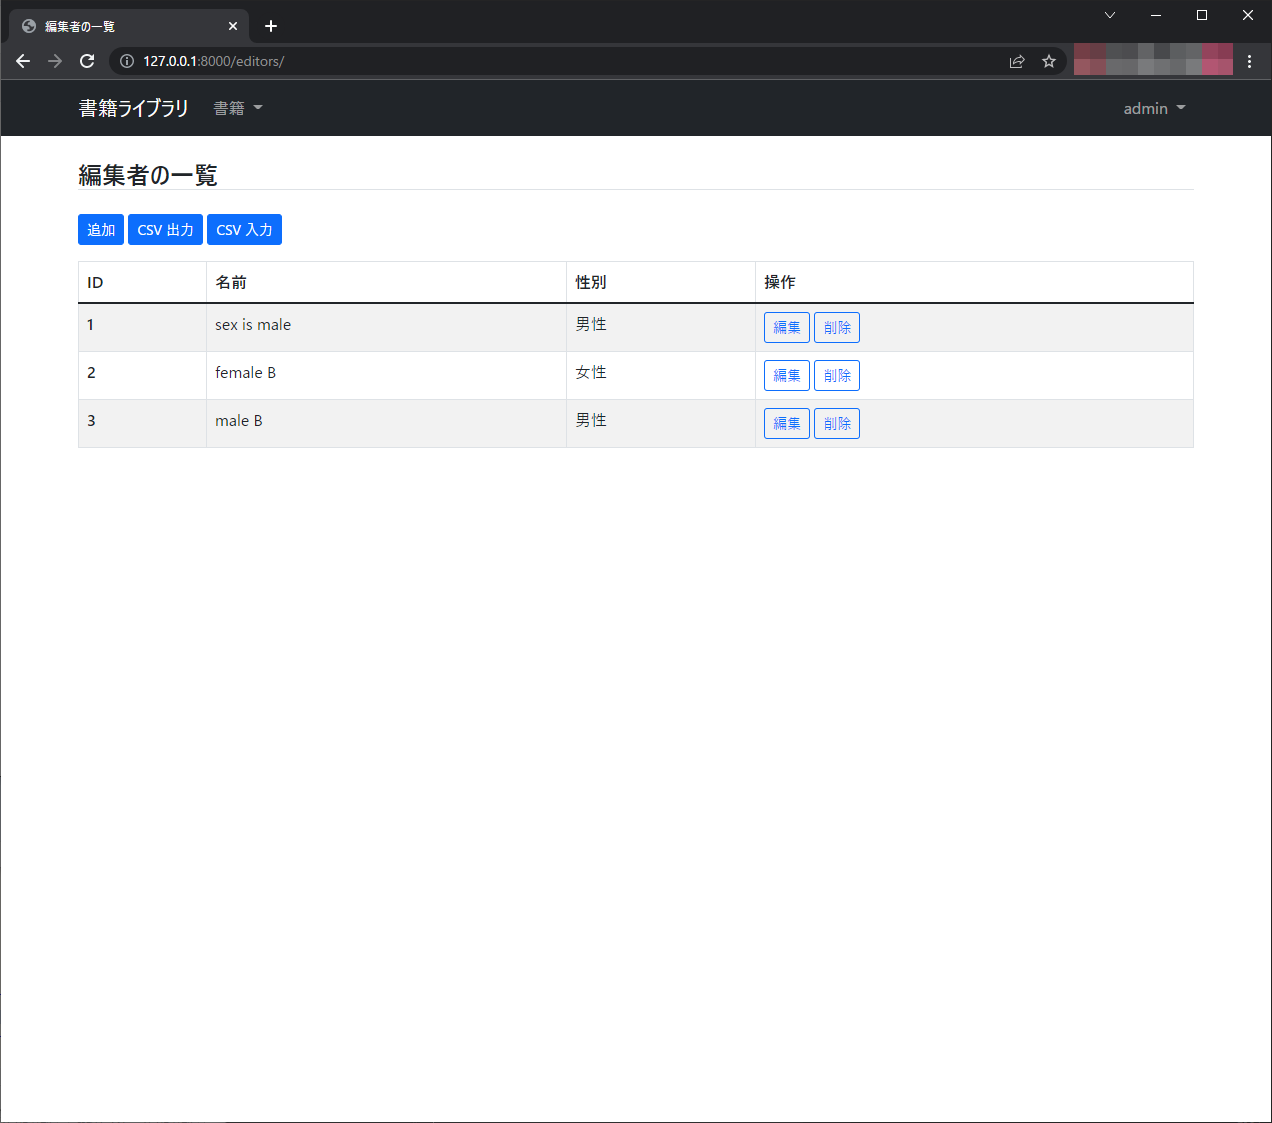 編集者の一覧
127.0.0.1:8000/editors/
書籍ライブラリ 書籍 admin
編集者の一覧
追加 CSV 出力 CSV 入力
ID 名前 性別 操作
1 sex is male 男性 編集 削除
2 female B 女性 編集 削除
3 male B 男性 編集 削除